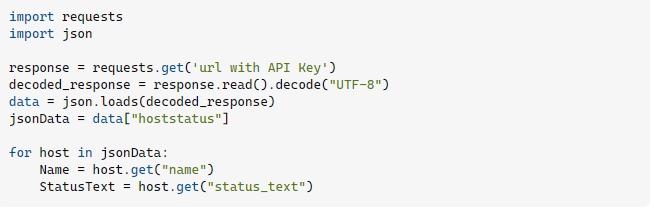 import requests
import json

response = requests.get('url with API Key')
decoded_response = response.read().decode("UTF-8")
data = json.loads(decoded_response)
jsonData = data["hoststatus"]

for host in jsonData:
    Name = host.get("name")
    StatusText = host.get("status_text")